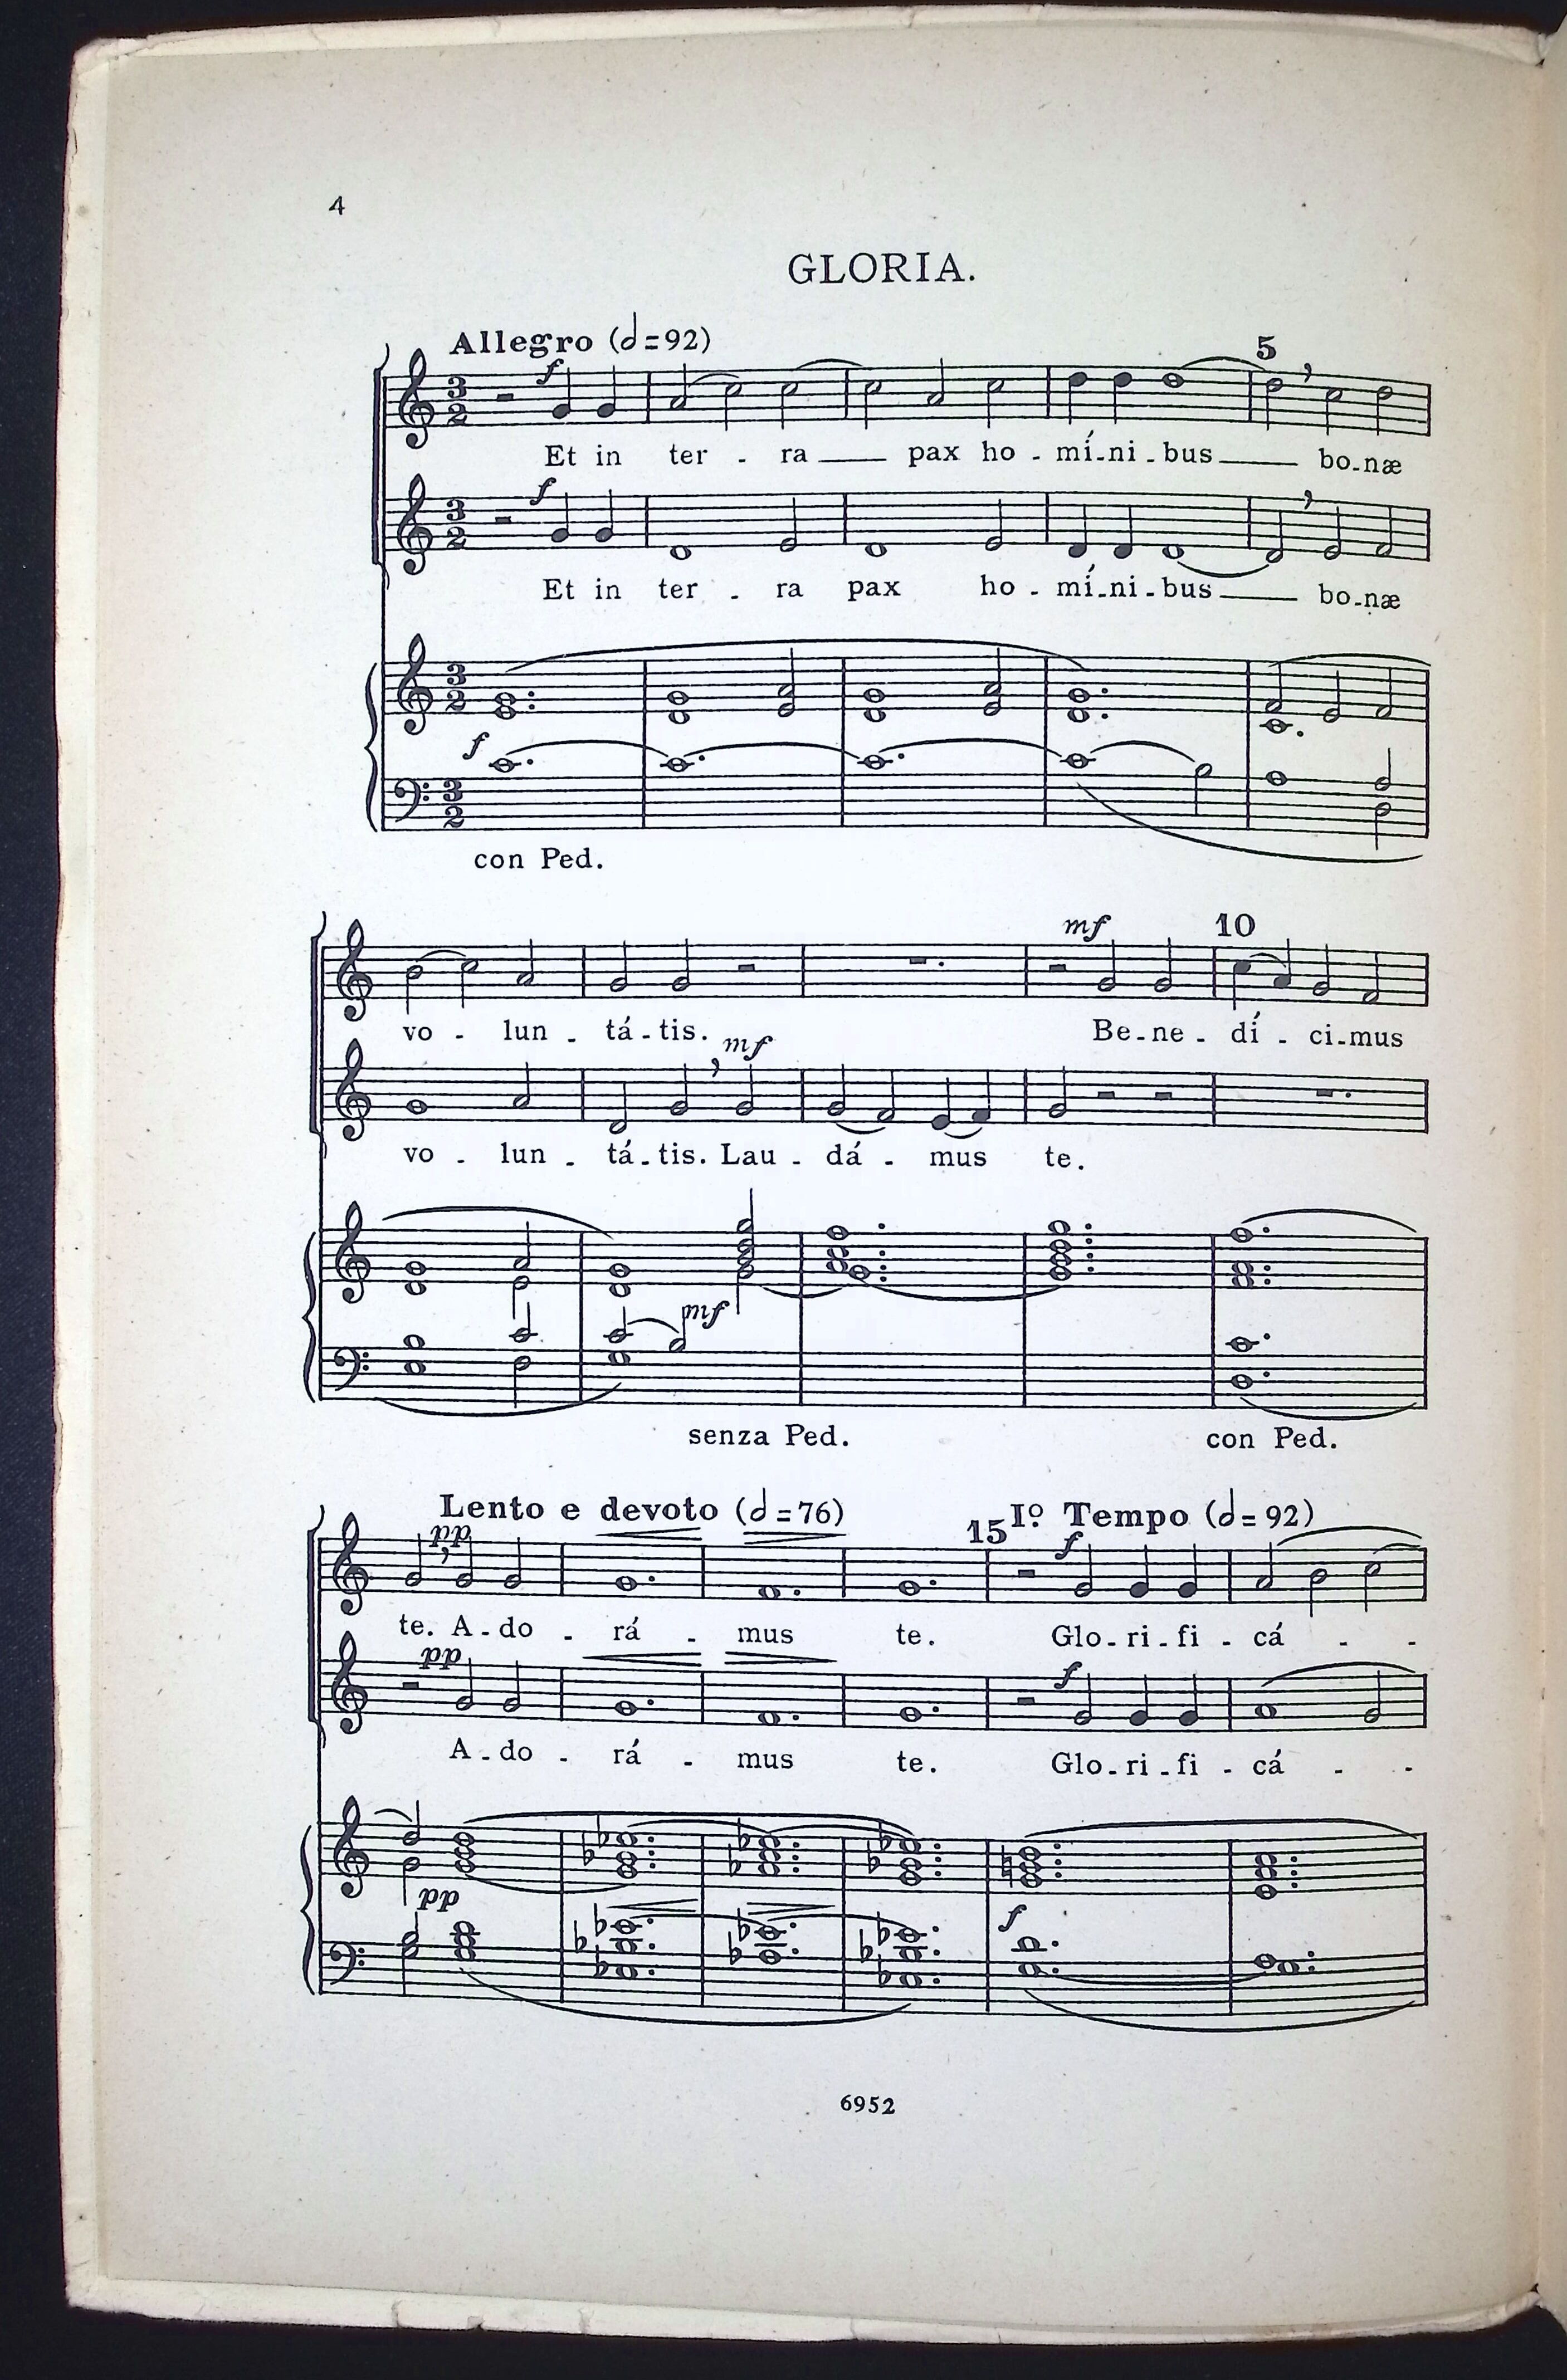 4
GLORIA.
Allegro (𝅗𝅥=92)
5
f
Et in ter - ra pax ho - mí-ni-bus bo-næ
f
Et in ter - ra pax ho - mí-ni-bus bo-næ
f
con Ped.
mf 10
vo - lun - tá-tis. Be-ne - dí - ci-mus
mf
vo - lun - tá-tis. Lau - dá - mus te.
mf
senza Ped. con Ped.
Lento e devoto (𝅗𝅥=76) 15 Iº Tempo (𝅗𝅥=92)
pp f
te. A-do - rá - mus te. Glo-ri-fi - cá - -
pp f
A-do - rá - mus te. Glo-ri-fi - cá - -
pp f
6952